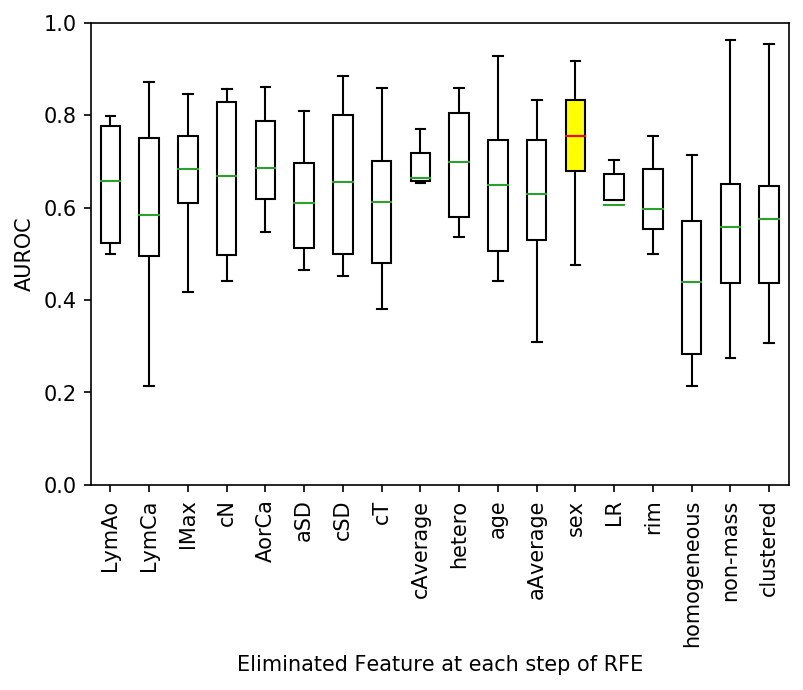 1.0
0.8
0.6
0.4
0.2
0.0
AUROC
LymAo
LymCa
lMax
cN
AorCa
aSD
cSD
cT
cAverage
hetero
age
aAverage
sex
LR
rim
homogeneous
non-mass
clustered
Eliminated Feature at each step of RFE